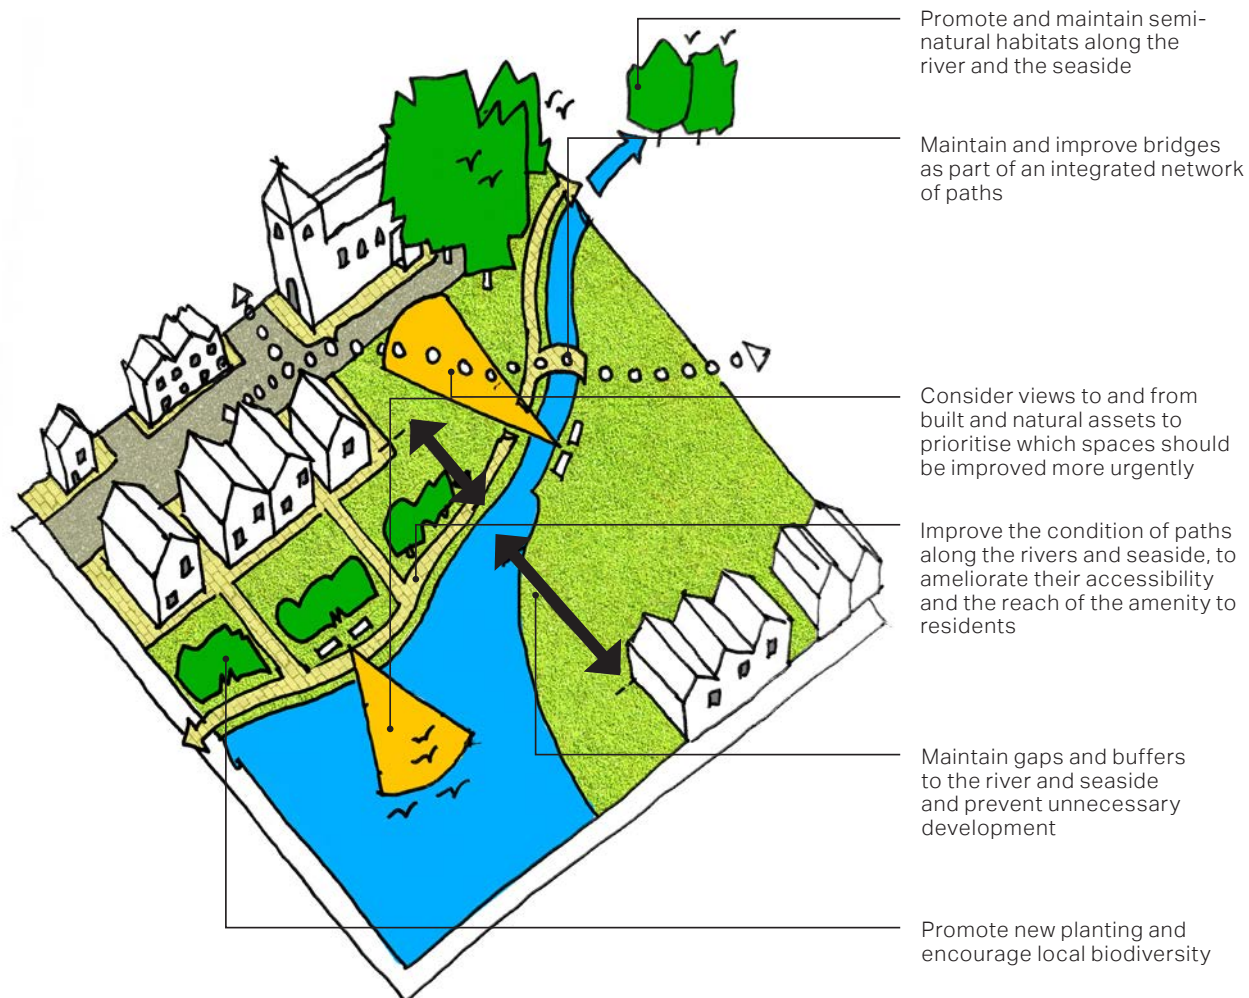 Promote and maintain semi-
natural habitats along the
river and the seaside
Maintain and improve bridges
as part of an integrated network
of paths
Consider views to and from
built and natural assets to
prioritise which spaces should
be improved more urgently
Improve the condition of paths
along the rivers and seaside, to
ameliorate their accessibility
and the reach of the amenity to
residents
Maintain gaps and buffers
to the river and seaside
and prevent unnecessary
development
Promote new planting and
encourage local biodiversity